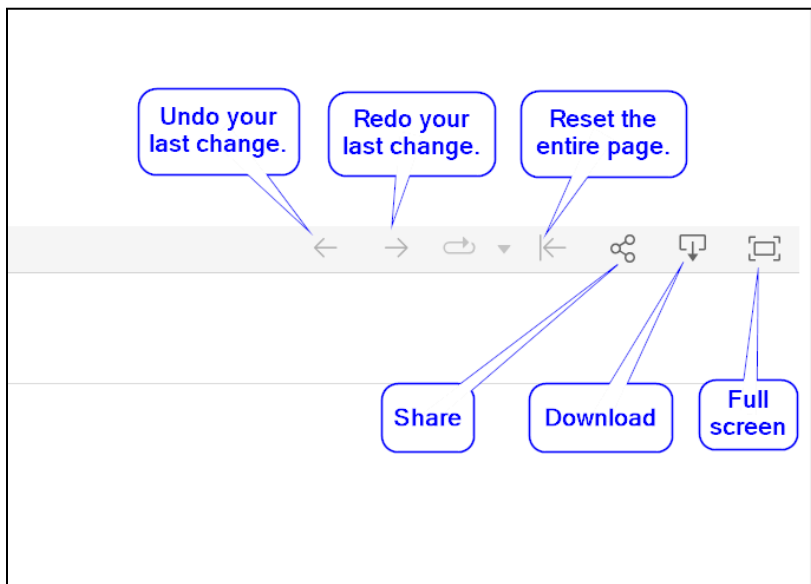 Undo your
last change.
Redo your
last change.
Reset the
entire page.
Share
Download
Full
screen